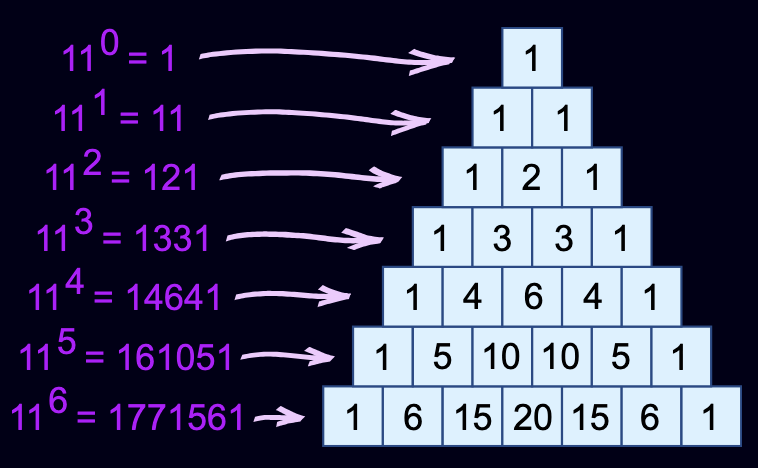 11⁰ = 1 1
11¹ = 11 1 1
11² = 121 1 2 1
11³ = 1331 1 3 3 1
11⁴ = 14641 1 4 6 4 1
11⁵ = 161051 1 5 10 10 5 1
11⁶ = 1771561 1 6 15 20 15 6 1